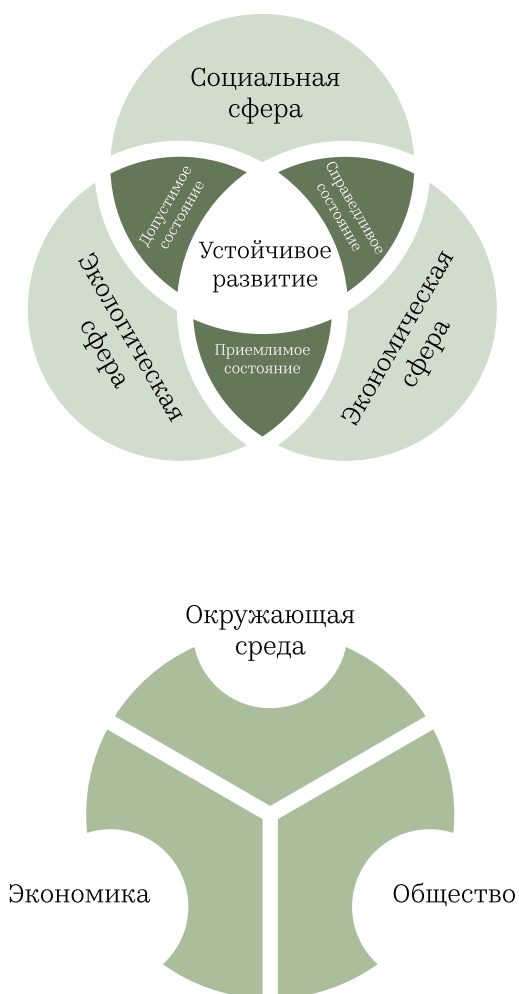 Социальная
сфера
Допустимое
состояние
Справедливое
состояние
Устойчивое
развитие
Экологическая
сфера
Экономическая
сфера
Приемлимое
состояние
Окружающая
среда
Экономика
Общество